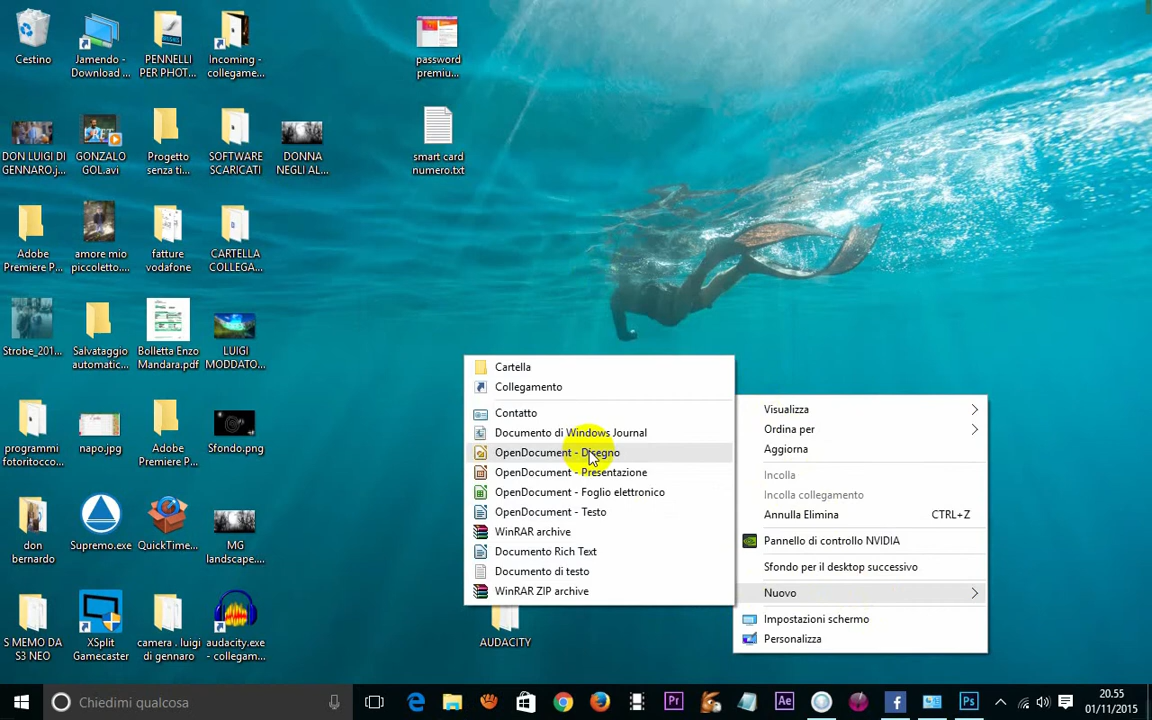 Cestino
Jamendo -
Download ...
PENNELLI
PER PHOT...
Incoming -
collegame...
password
premiu...
DON LUIGI DI
GENNARO.j...
GONZALO
GOL.avi
Progetto
senza ti...
SOFTWARE
SCARICATI
DONNA
NEGLI AL...
smart card
numero.txt
Adobe
Premiere P...
amore mio
piccoletto....
fatture
vodafone
CARTELLA
COLLEGA...
Strobe_201...
Salvataggio
automatic...
Bolletta Enzo
Mandara.pdf
LUIGI
MODDATO...
programmi
fotoritocco...
napo.jpg
Adobe
Premiere P...
Sfondo.png
don
bernardo
Supremo.exe
QuickTime...
MG
landscape....
S MEMO DA
S3 NEO
XSplit
Gamecaster
camera . luigi
di gennaro
audacity.exe
- collegam...
AUDACITY
Cartella
Collegamento
Contatto
Documento di Windows Journal
OpenDocument - Disegno
OpenDocument - Presentazione
OpenDocument - Foglio elettronico
OpenDocument - Testo
WinRAR archive
Documento Rich Text
Documento di testo
WinRAR ZIP archive
Visualizza
Ordina per
Aggiorna
Incolla
Incolla collegamento
Annulla Elimina CTRL+Z
Pannello di controllo NVIDIA
Sfondo per il desktop successivo
Nuovo
Impostazioni schermo
Personalizza
Chiedimi qualcosa
Pr
Ae
Ps
20.55
01/11/2015